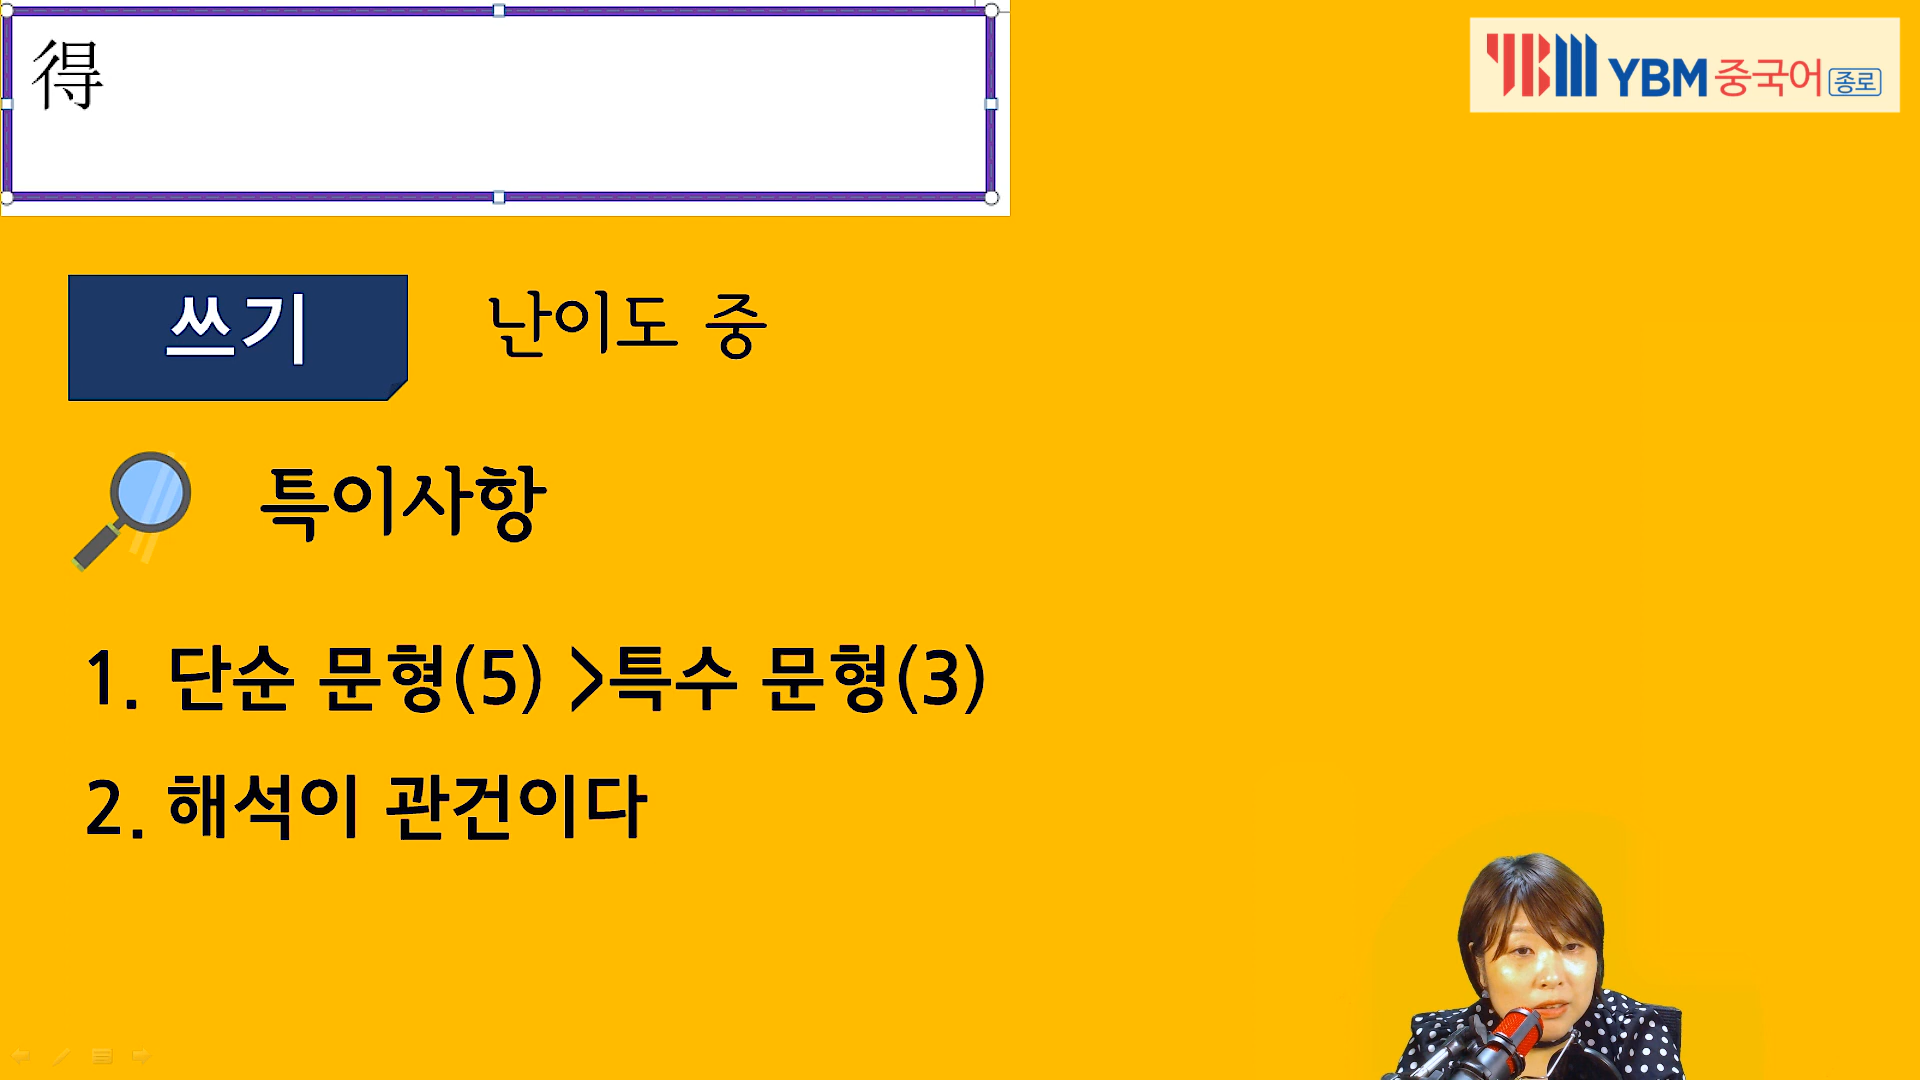 得
YBM 중국어 종로
쓰기
난이도 중
특이사항
1. 단순 문형(5) >특수 문형(3)
2. 해석이 관건이다